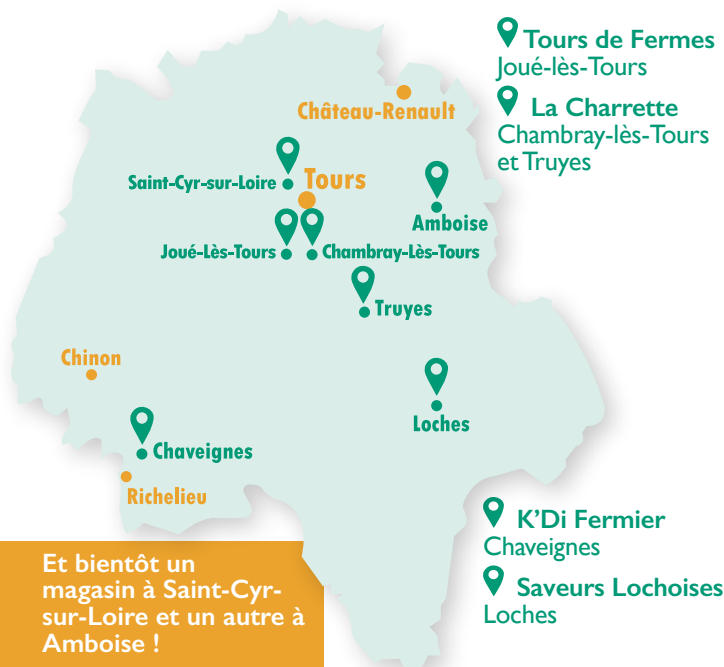 Tours de Fermes
Joué-lès-Tours
La Charrette
Chambray-lès-Tours
et Truyes
Château-Renault
Saint-Cyr-sur-Loire
Tours
Amboise
Joué-Lès-Tours
Chambray-Lès-Tours
Truyes
Chinon
Loches
Chaveignes
Richelieu
K'Di Fermier
Chaveignes
Saveurs Lochoises
Loches
Et bientôt un
magasin à Saint-Cyr-
sur-Loire et un autre à
Amboise !